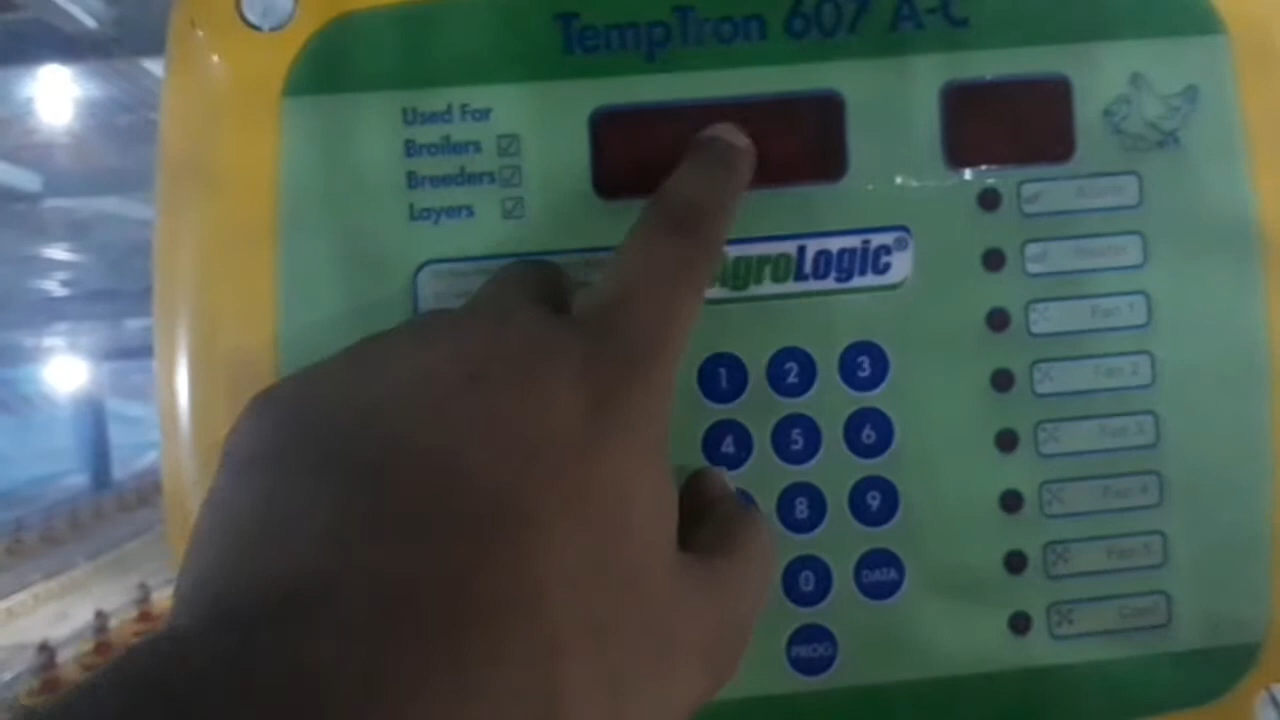 TempTron 607 A-C
Used For
Broilers
Breeders
Layers
AgroLogic®
1 2 3
4 5 6
8 9
0 DATA
PROG
Alarm
Heater
Fan 1
Fan 2
Fan 3
Fan 4
Fan 5
Cool